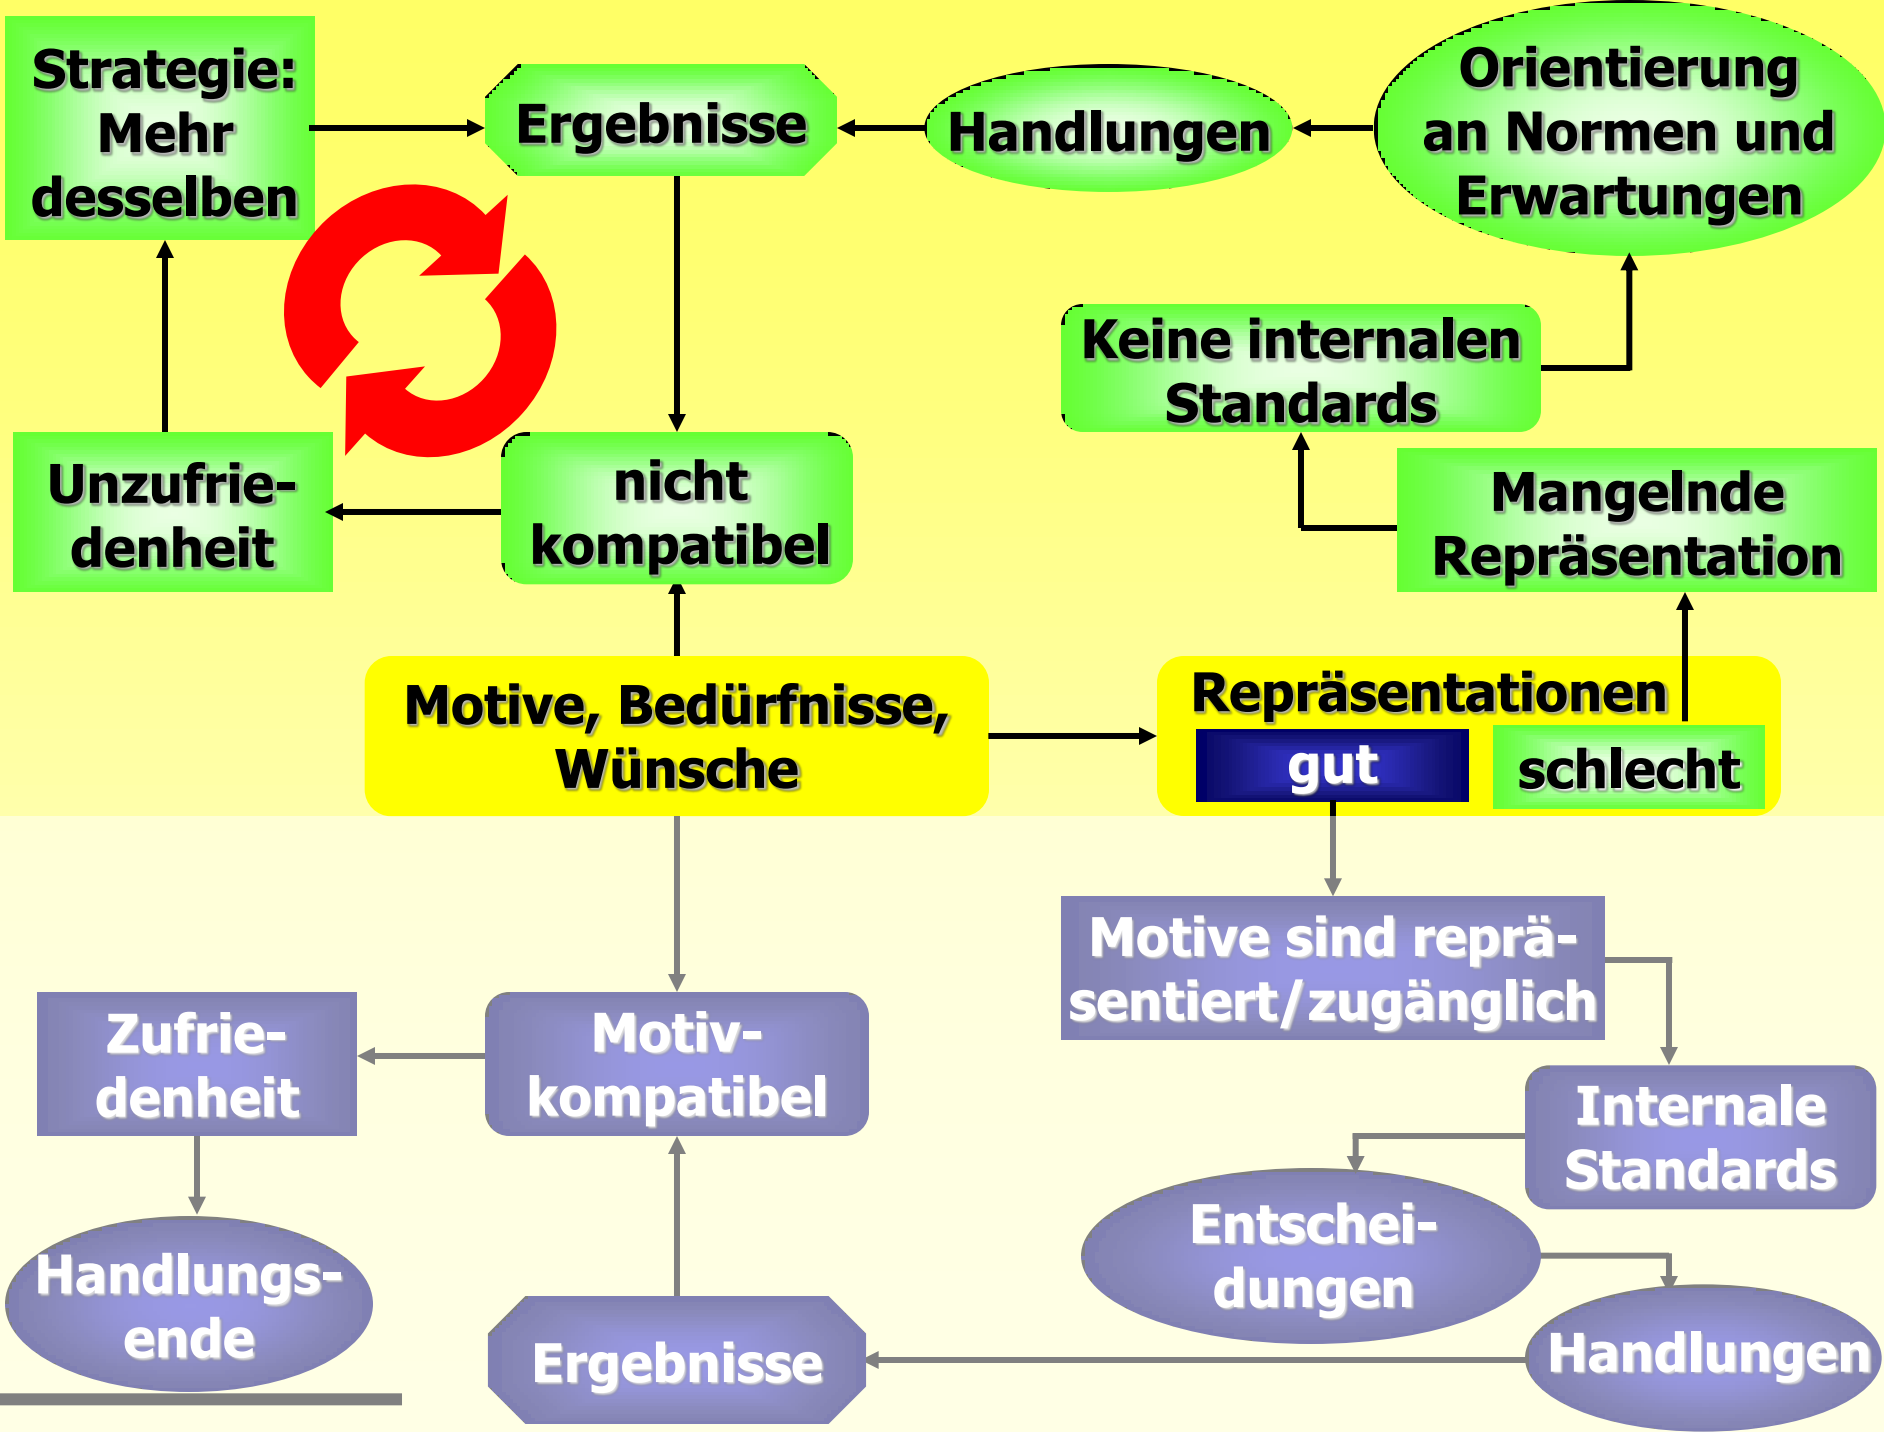 Strategie:
Mehr
desselben
Ergebnisse
Handlungen
Orientierung
an Normen und
Erwartungen
Keine internalen
Standards
Unzufrie-
denheit
nicht
kompatibel
Mangelnde
Repräsentation
Motive, Bedürfnisse,
Wünsche
Repräsentationen
gut
schlecht
Motive sind reprä-
sentiert/zugänglich
Zufrie-
denheit
Motiv-
kompatibel
Internale
Standards
Entschei-
dungen
Handlungs-
ende
Ergebnisse
Handlungen